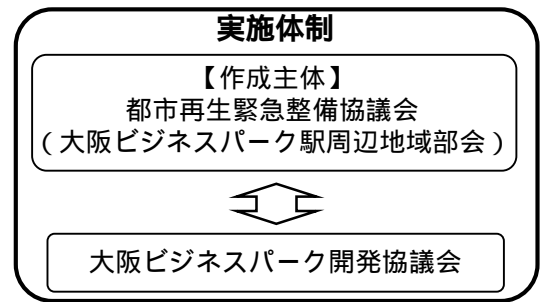 実施体制
【作成主体】
都市再生緊急整備協議会
（大阪ビジネスパーク駅周辺地域部会）
大阪ビジネスパーク開発協議会